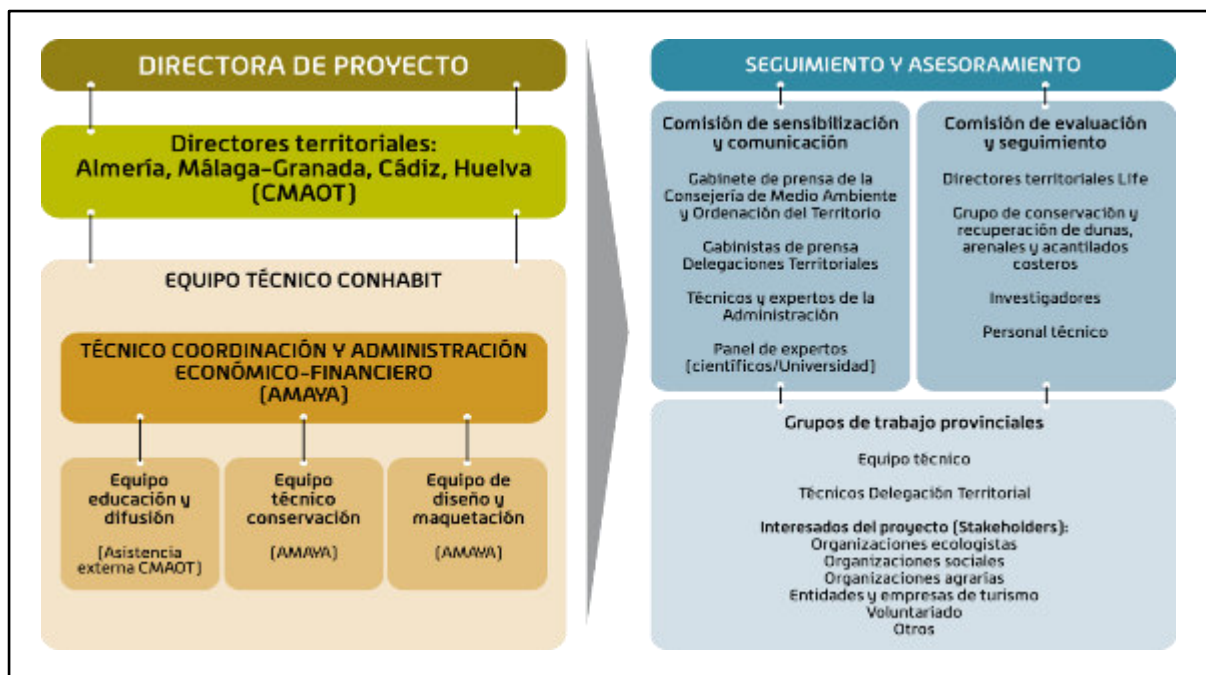 DIRECTORA DE PROYECTO
Directores territoriales:
Almería, Málaga-Granada, Cádiz, Huelva
(CMAOT)
EQUIPO TÉCNICO CONHABIT
TÉCNICO COORDINACIÓN Y ADMINISTRACIÓN
ECONÓMICO-FINANCIERO
(AMAYA)
Equipo
educación y
difusión
(Asistencia
externa CMAOT)
Equipo
técnico
conservación
(AMAYA)
Equipo de
diseño y
maquetación
(AMAYA)
SEGUIMIENTO Y ASESORAMIENTO
Comisión de sensibilización
y comunicación
Gabinete de prensa de la
Consejería de Medio Ambiente
y Ordenación del Territorio
Gabinistas de prensa
Delegaciones Territoriales
Técnicos y expertos de la
Administración
Panel de expertos
(científicos/Universidad)
Comisión de evaluación
y seguimiento
Directores territoriales Life
Grupo de conservación y
recuperación de dunas,
arenales y acantilados
costeros
Investigadores
Personal técnico
Grupos de trabajo provinciales
Equipo técnico
Técnicos Delegación Territorial
Interesados del proyecto (Stakeholders):
Organizaciones ecologistas
Organizaciones sociales
Organizaciones agrarias
Entidades y empresas de turismo
Voluntariado
Otros